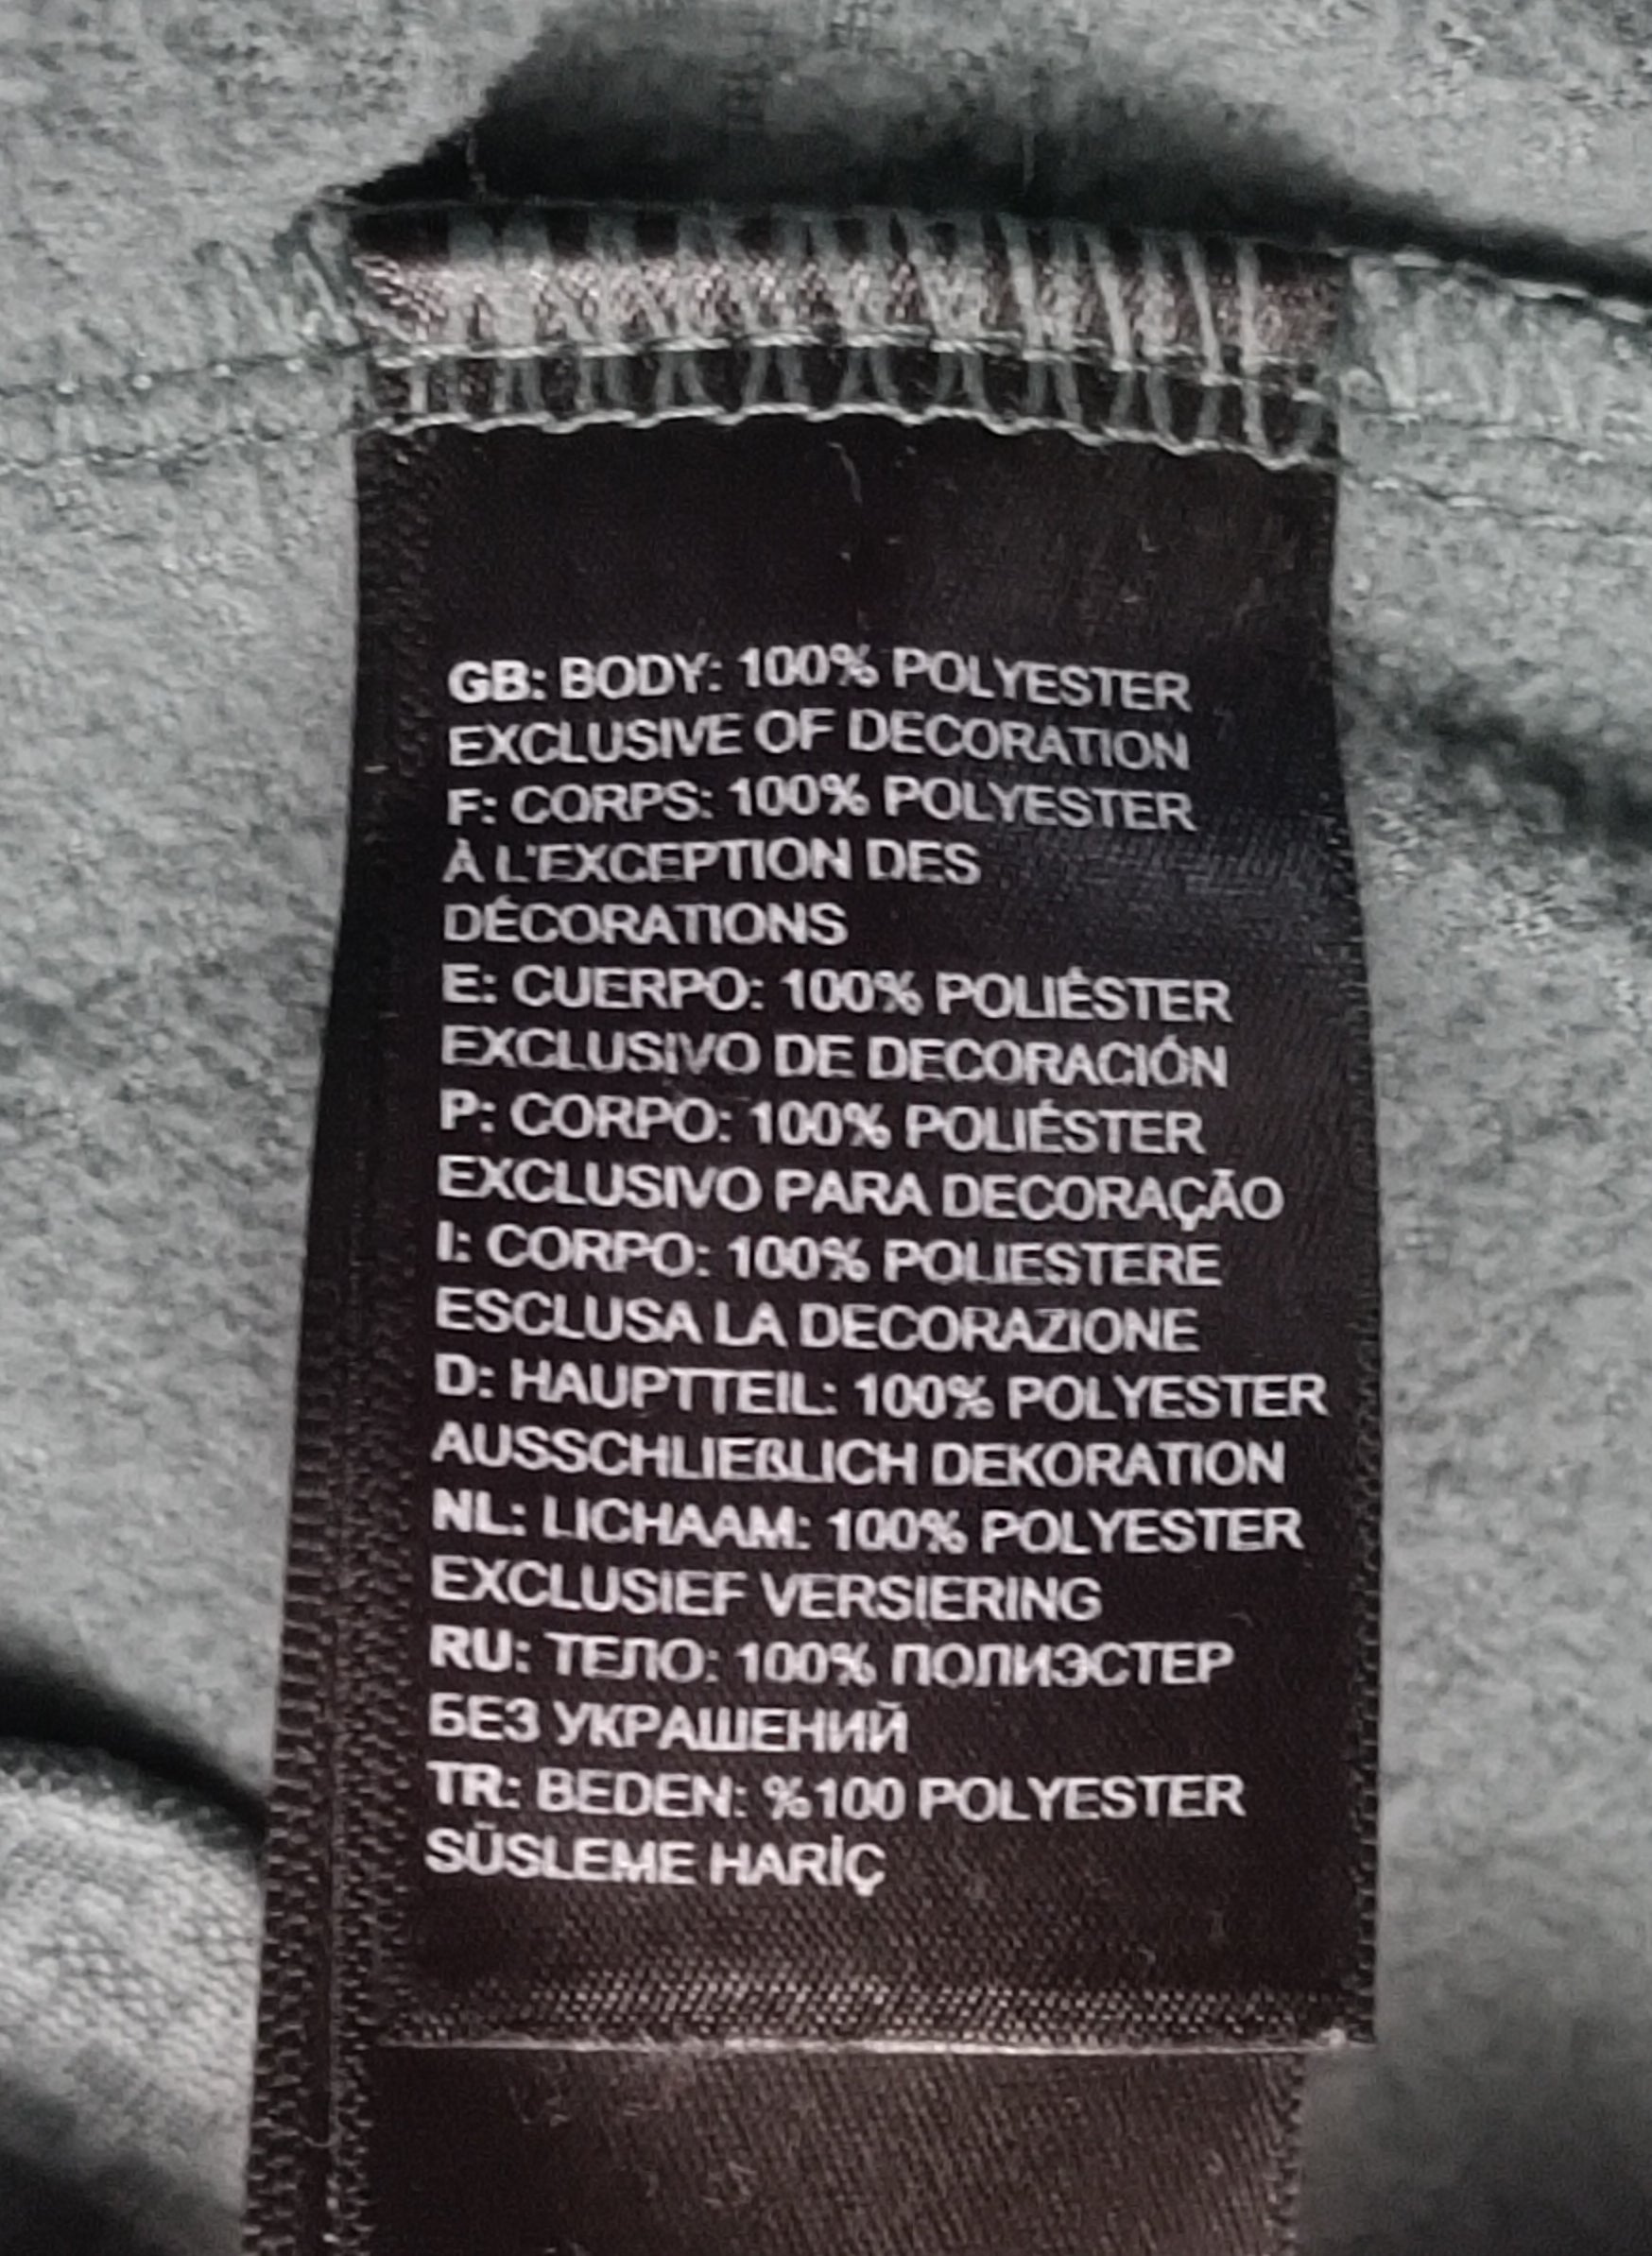 GB: BODY: 100% POLYESTER
EXCLUSIVE OF DECORATION
F: CORPS: 100% POLYESTER
À L'EXCEPTION DES
DÉCORATIONS
E: CUERPO: 100% POLIÉSTER
EXCLUSIVO DE DECORACIÓN
P: CORPO: 100% POLIÉSTER
EXCLUSIVO PARA DECORAÇÃO
I: CORPO: 100% POLIESTERE
ESCLUSA LA DECORAZIONE
D: HAUPTTEIL: 100% POLYESTER
AUSSCHLIEßLICH DEKORATION
NL: LICHAAM: 100% POLYESTER
EXCLUSIEF VERSIERING
RU: ТЕЛО: 100% ПОЛИЭСТЕР
БЕЗ УКРАШЕНИЙ
TR: BEDEN: %100 POLYESTER
SÜSLEME HARİÇ